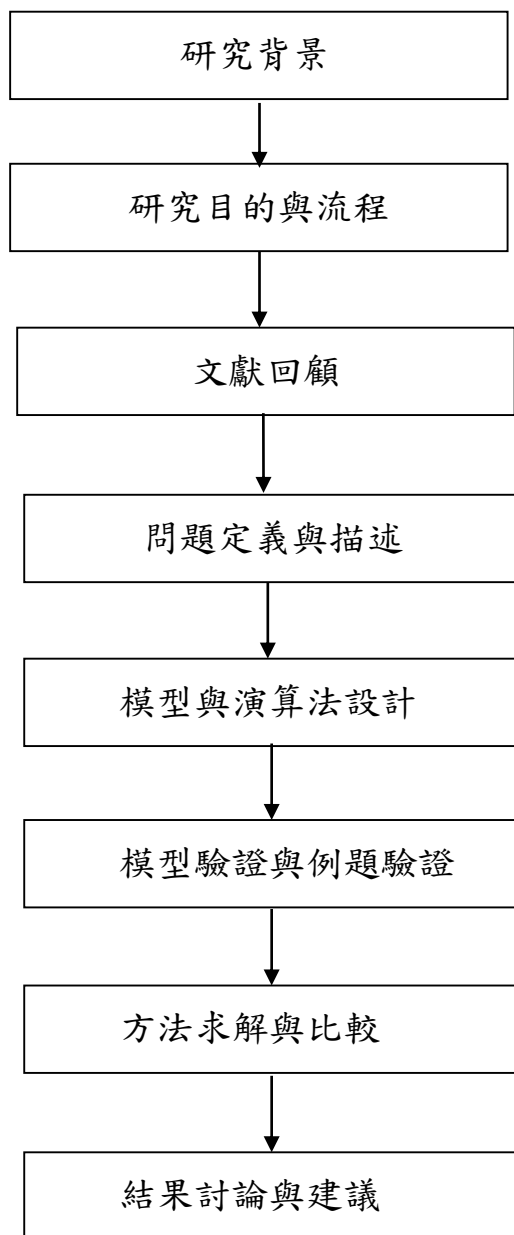 研究背景
研究目的與流程
文獻回顧
問題定義與描述
模型與演算法設計
模型驗證與例題驗證
方法求解與比較
結果討論與建議